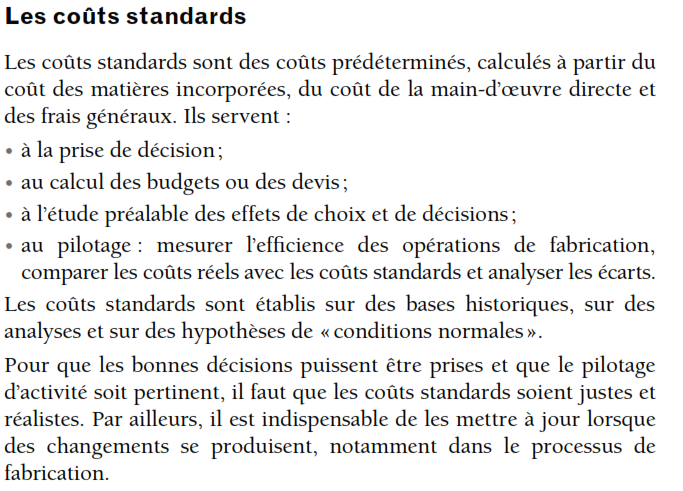 Les coûts standards
Les coûts standards sont des coûts prédéterminés, calculés à partir du
coût des matières incorporées, du coût de la main-d’œuvre directe et
des frais généraux. Ils servent :
• à la prise de décision ;
• au calcul des budgets ou des devis ;
• à l’étude préalable des effets de choix et de décisions ;
• au pilotage : mesurer l’efficience des opérations de fabrication,
comparer les coûts réels avec les coûts standards et analyser les écarts.
Les coûts standards sont établis sur des bases historiques, sur des
analyses et sur des hypothèses de « conditions normales ».
Pour que les bonnes décisions puissent être prises et que le pilotage
d’activité soit pertinent, il faut que les coûts standards soient justes et
réalistes. Par ailleurs, il est indispensable de les mettre à jour lorsque
des changements se produisent, notamment dans le processus de
fabrication.